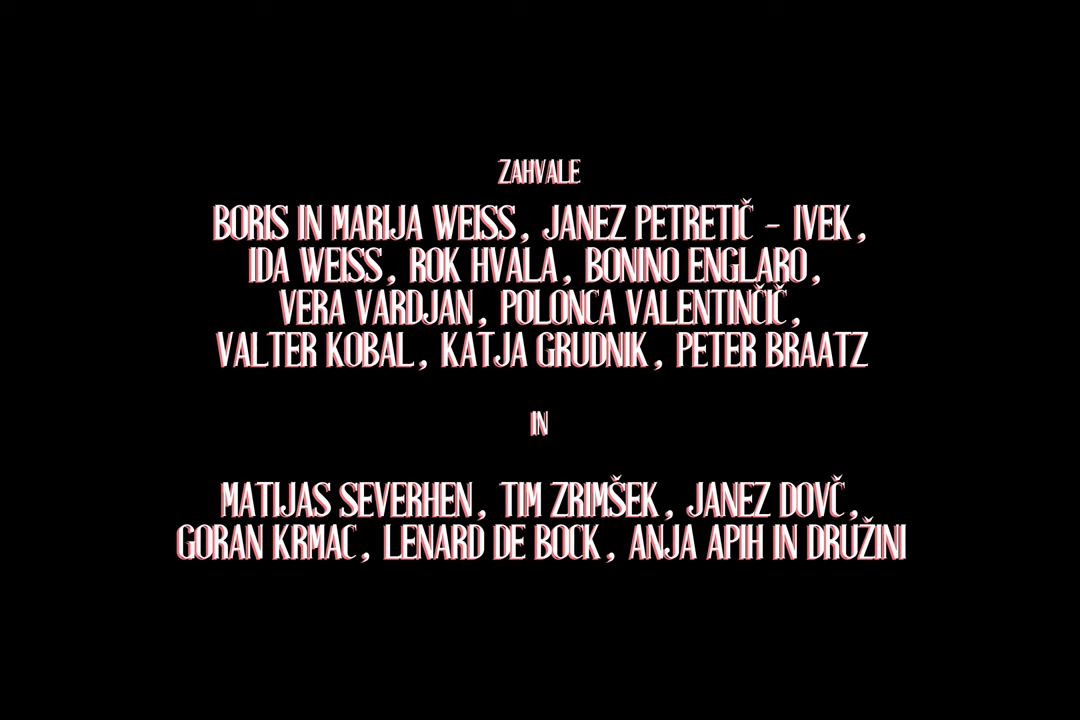 ZAHVALE
BORIS IN MARIJA WEISS, JANEZ PETRETIČ - IVEK,
IDA WEISS, ROK HVALA, BONINO ENGLARO,
VERA VARDJAN, POLONCA VALENTINČIČ,
VALTER KOBAL, KATJA GRUDNIK, PETER BRAATZ
IN
MATIJAS SEVERHEN, TIM ZRIMŠEK, JANEZ DOVČ,
GORAN KRMAC, LENARD DE BOCK, ANJA APIH IN DRUŽINI